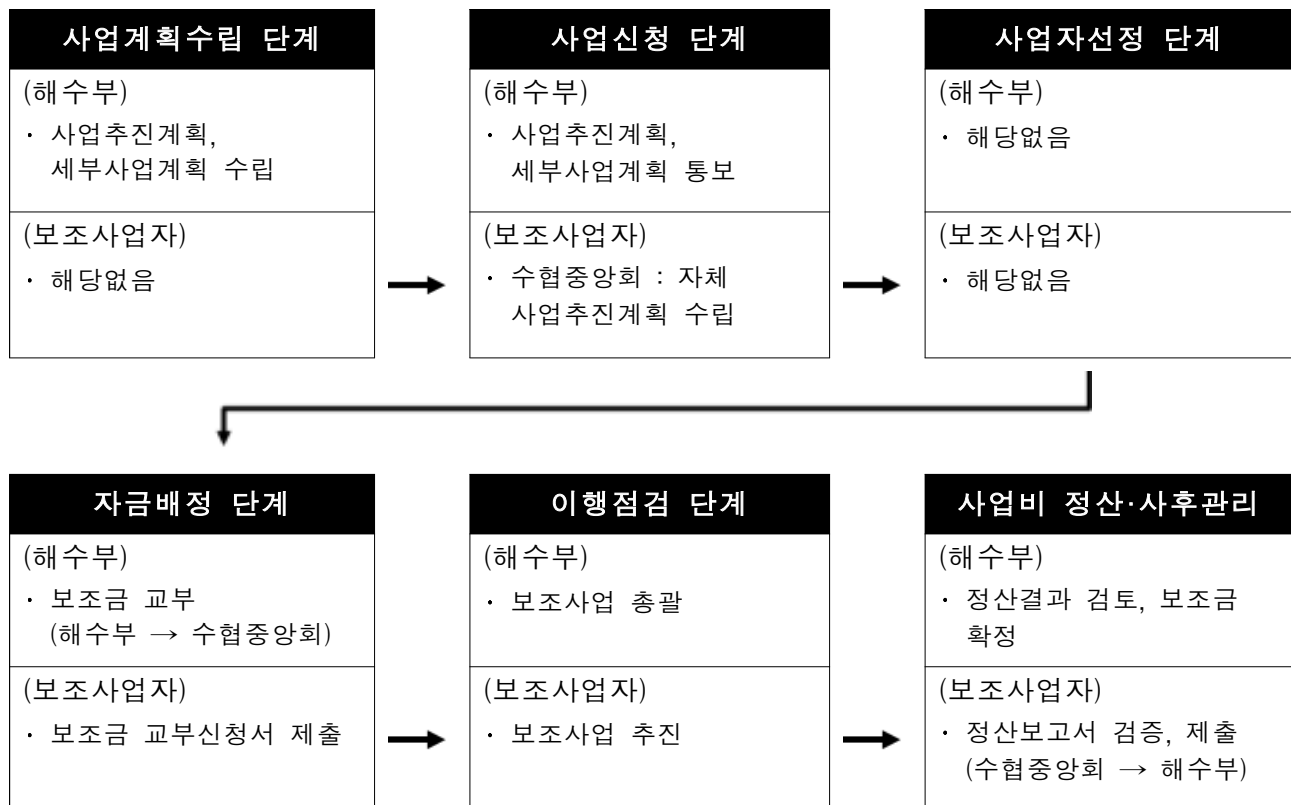 사업계획수립 단계
(해수부)
· 사업추진계획,
세부사업계획 수립
(보조사업자)
· 해당없음
사업신청 단계
(해수부)
· 사업추진계획,
세부사업계획 통보
(보조사업자)
· 수협중앙회 : 자체
사업추진계획 수립
사업자선정 단계
(해수부)
· 해당없음
(보조사업자)
· 해당없음
자금배정 단계
(해수부)
· 보조금 교부
(해수부 → 수협중앙회)
(보조사업자)
· 보조금 교부신청서 제출
이행점검 단계
(해수부)
· 보조사업 총괄
(보조사업자)
· 보조사업 추진
사업비 정산·사후관리
(해수부)
· 정산결과 검토, 보조금
확정
(보조사업자)
· 정산보고서 검증, 제출
(수협중앙회 → 해수부)